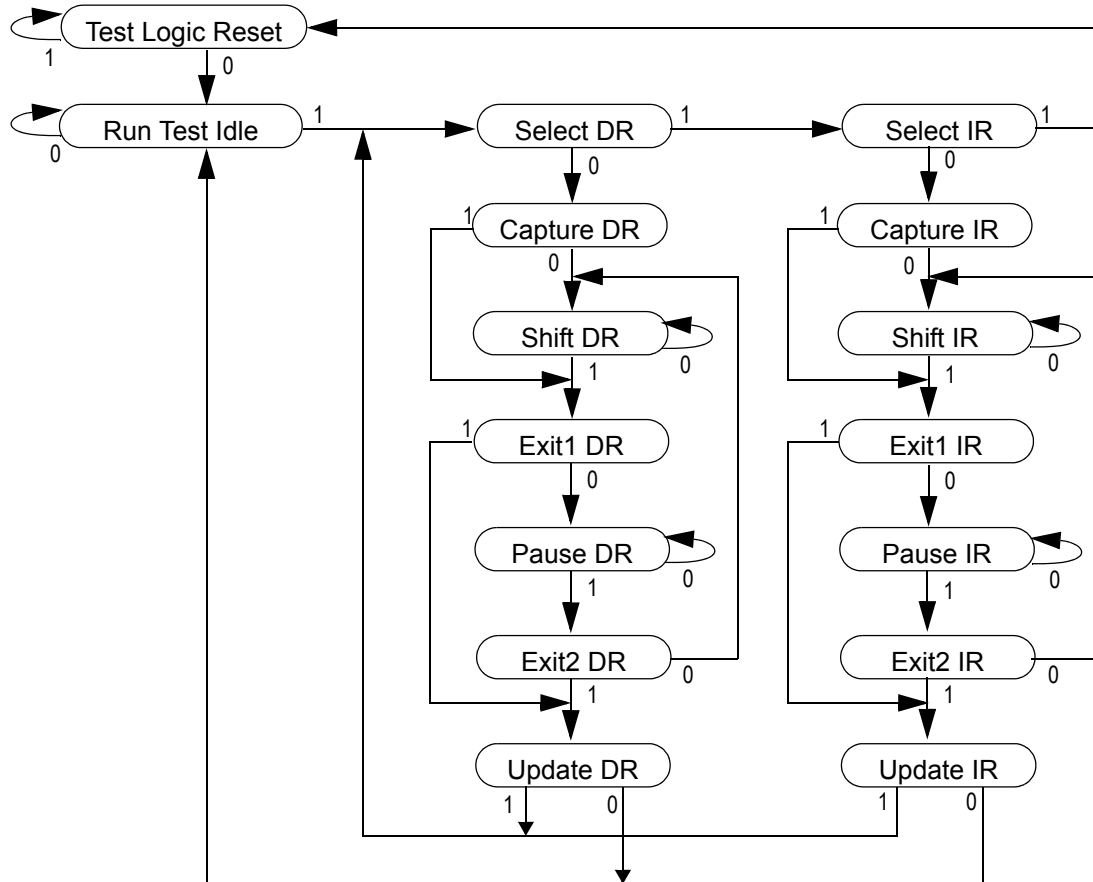 Test Logic Reset
1
0
Run Test Idle
1
Select DR
1
Select IR
1
0
0
0
1
Capture DR
1
Capture IR
0
0
Shift DR
0
Shift IR
0
1
1
1
Exit1 DR
1
Exit1 IR
0
0
Pause DR
0
Pause IR
0
1
1
Exit2 DR
0
Exit2 IR
0
1
1
Update DR
Update IR
1
0
1
0